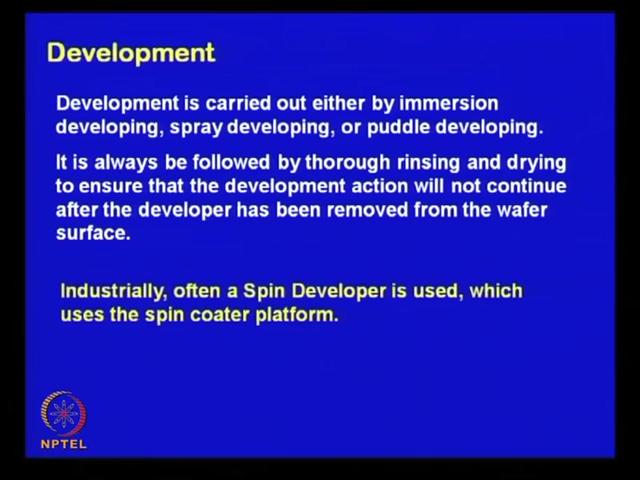 Development
Development is carried out either by immersion
developing, spray developing, or puddle developing.
It is always be followed by thorough rinsing and drying
to ensure that the development action will not continue
after the developer has been removed from the wafer
surface.
Industrially, often a Spin Developer is used, which
uses the spin coater platform.
NPTEL